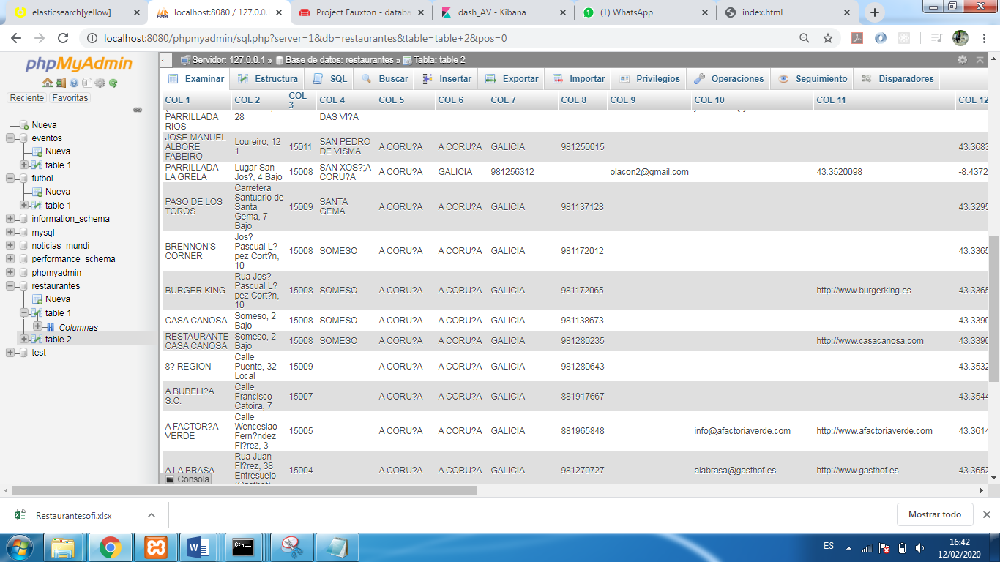 elasticsearch[yellow]
localhost:8080 / 127.0.0.
Project Fauxton - databa
dash_AV - Kibana
(1) WhatsApp
index.html
localhost:8080/phpmyadmin/sql.php?server=1&db=restaurantes&table=table+2&pos=0
phpMyAdmin
Reciente Favoritas
Nueva
eventos
Nueva
table 1
futbol
Nueva
table 1
information_schema
mysql
noticias_mundi
performance_schema
phpmyadmin
restaurantes
Nueva
table 1
Columnas
table 2
test
Servidor: 127.0.0.1 » Base de datos: restaurantes » Tabla: table 2
Examinar Estructura SQL Buscar Insertar Exportar Importar Privilegios Operaciones Seguimiento Disparadores
COL 1 COL 2 COL 3 COL 4 COL 5 COL 6 COL 7 COL 8 COL 9 COL 10 COL 11 COL 12
PARRILLADA RIOS 28 DAS VI?A
JOSE MANUEL ALBORE FABEIRO Loureiro, 12 1 15011 SAN PEDRO DE VISMA A CORU?A A CORU?A GALICIA 981250015 43.3683
PARRILLADA LA GRELA Lugar San Jos?, 4 Bajo 15008 SAN XOS?;A CORU?A A CORU?A GALICIA 981256312 olacon2@gmail.com 43.3520098 -8.4372
PASO DE LOS TOROS Carretera Santuario de Santa Gema, 7 Bajo 15009 SANTA GEMA A CORU?A A CORU?A GALICIA 981137128 43.3295
BRENNON'S CORNER Jos? Pascual L?pez Cort?n, 10 15008 SOMESO A CORU?A A CORU?A GALICIA 981172012 43.3365
BURGER KING Rua Jos? Pascual L?pez Cort?n, 10 15008 SOMESO A CORU?A A CORU?A GALICIA 981172065 http://www.burgerking.es 43.3365
CASA CANOSA Someso, 2 Bajo 15008 SOMESO A CORU?A A CORU?A GALICIA 981138673 43.3390
RESTAURANTE CASA CANOSA Someso, 2 Bajo 15008 SOMESO A CORU?A A CORU?A GALICIA 981280235 http://www.casacanosa.com 43.3390
8? REGION Calle Puente, 32 Local 15009 A CORU?A A CORU?A GALICIA 981280643 43.3532
A BUBELI?A S.C. Calle Francisco Catoira, 7 15007 A CORU?A A CORU?A GALICIA 881917667 43.3544
A FACTOR?A VERDE Calle Wenceslao Fern?ndez Fl?rez, 3 15005 A CORU?A A CORU?A GALICIA 881965848 info@afactoriaverde.com http://www.afactoriaverde.com 43.3614
A LA BRASA Rua Juan Fl?rez, 38 Entresuelo (Gasthof) 15004 A CORU?A A CORU?A GALICIA 981270727 alabrasa@gasthof.es http://www.gasthof.es 43.3652
Consola
Restaurantesofi.xlsx
Mostrar todo
ES
16:42
12/02/2020